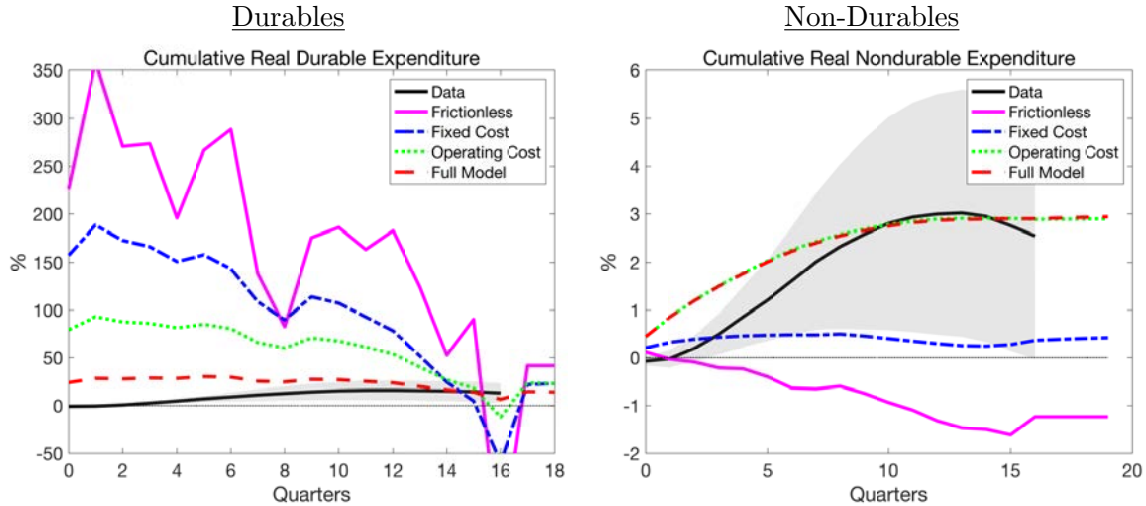 Durables
Cumulative Real Durable Expenditure
350
300
250
200
150
100
50
0
-50
%
0 2 4 6 8 10 12 14 16 18
Quarters
Data
Frictionless
Fixed Cost
Operating Cost
Full Model
Non-Durables
Cumulative Real Nondurable Expenditure
6
5
4
3
2
1
0
-1
-2
%
0 5 10 15 20
Quarters
Data
Frictionless
Fixed Cost
Operating Cost
Full Model